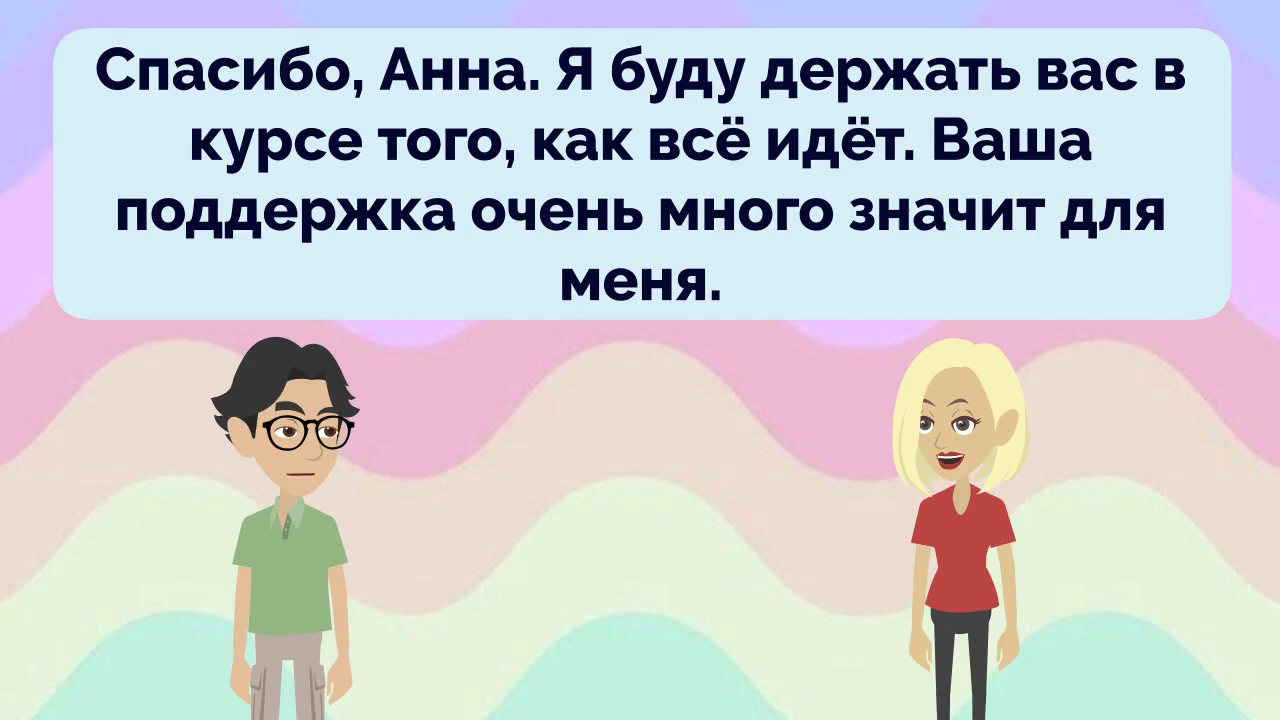 Спасибо, Анна. Я буду держать вас в
курсе того, как всё идёт. Ваша
поддержка очень много значит для
меня.